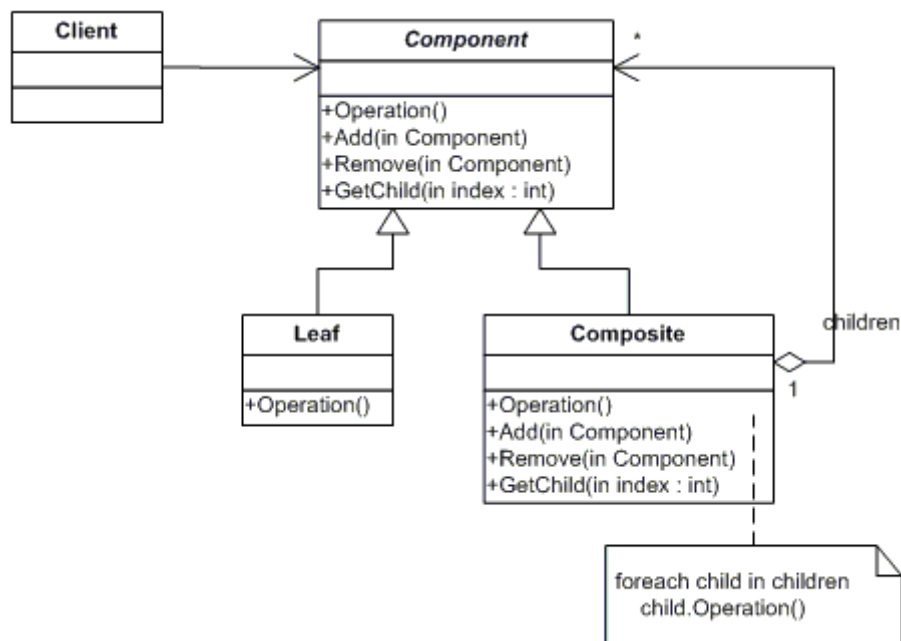 Client
Component
*
+Operation()
+Add(in Component)
+Remove(in Component)
+GetChild(in index : int)
Leaf
+Operation()
Composite
children
1
+Operation()
+Add(in Component)
+Remove(in Component)
+GetChild(in index : int)
foreach child in children
child.Operation()